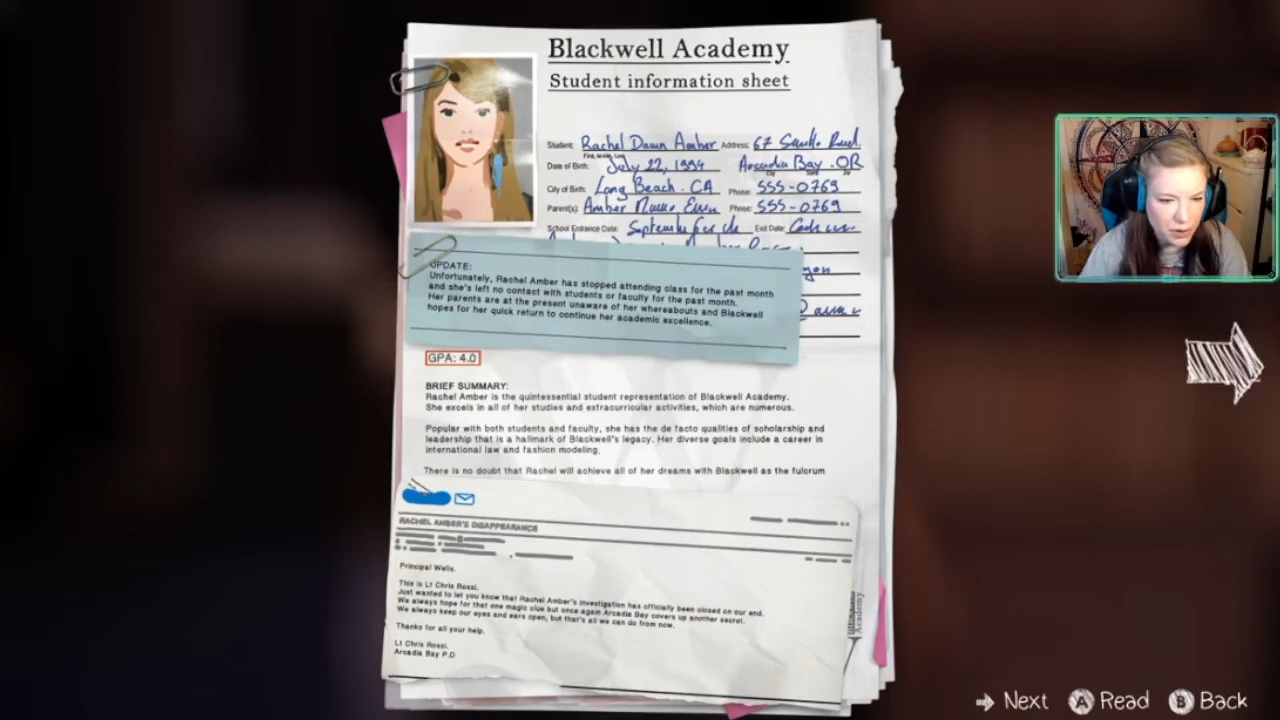 Blackwell Academy
Student information sheet
Student: Rachel Dawn Amber Address:
First, Middle, Last
Date of Birth: July 22, 1994 Arcadia Bay . OR
City of Birth: Long Beach . CA Phone: 555-0769
Parent(s): Amber Phone: 555-0769
School Entrance Date: Exit Date:
UPDATE:
Unfortunately, Rachel Amber has stopped attending class for the past month
and she's left no contact with students or faculty for the past month.
Her parents are at the present unaware of her whereabouts and Blackwell
hopes for her quick return to continue her academic excellence.
GPA: 4.0
BRIEF SUMMARY:
Rachel Amber is the quintessential student representation of Blackwell Academy.
She excels in all of her studies and extracurricular activities, which are numerous.
Popular with both students and faculty, she has the de facto qualities of scholarship and
leadership that is a hallmark of Blackwell's legacy. Her diverse goals include a career in
international law and fashion modeling.
There is no doubt that Rachel will achieve all of her dreams with Blackwell as the fulcrum
RACHEL AMBER'S DISAPPEARANCE
Principal Wells.
This is Lt Chris Rossi.
Just wanted to let you know that Rachel Amber's investigation has officially been closed on our end.
We always hope for that one magic clue but once again Arcadia Bay covers up another secret.
We always keep our eyes and ears open, but that's all we can do from now.
Thanks for all your help.
Lt Chris Rossi.
Arcadia Bay P.D
Academy
Next A Read B Back